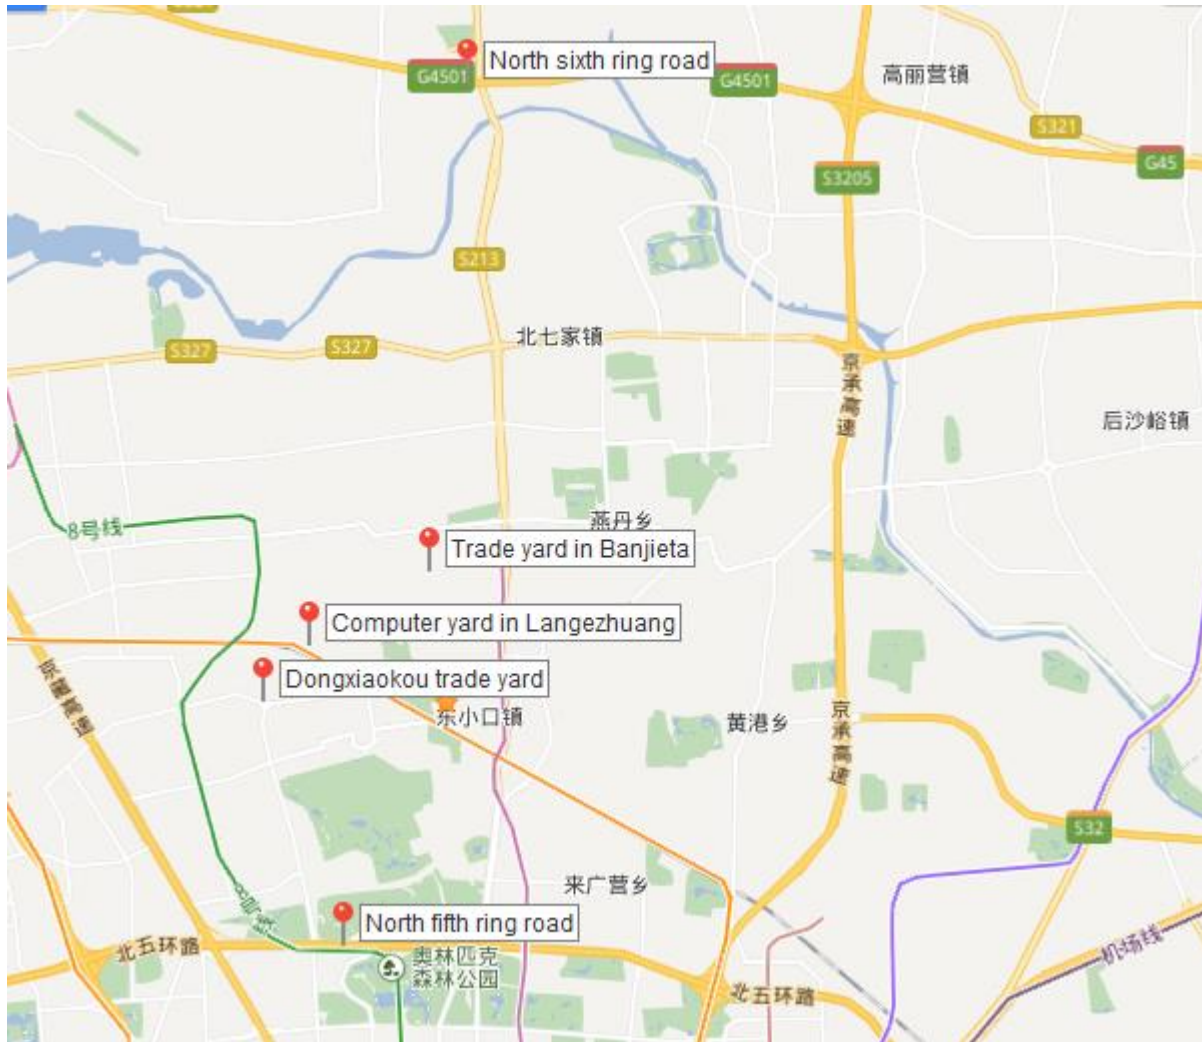 North sixth ring road
G4501
G4501
高丽营镇
S321
G45
S3205
S213
北七家镇
S327
S327
京承高速
后沙峪镇
8号线
燕丹乡
Trade yard in Banjieta
Computer yard in Langezhuang
Dongxiaokou trade yard
京藏高速
东小口镇
黄港乡
京承高速
S32
来广营乡
North fifth ring road
北五环路
奥林匹克
森林公园
机场线
北五环路